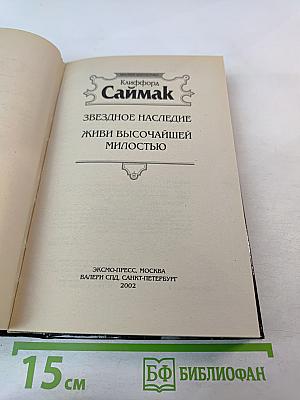 Клиффорд
Саймак
ЗВЕЗДНОЕ НАСЛЕДИЕ
ЖИВИ ВЫСОЧАЙШЕЙ
МИЛОСТЬЮ
ЭКСМО-ПРЕСС, МОСКВА
ВАЛЕРИ СПД, САНКТ-ПЕТЕРБУРГ
2002
15 см
БФ БИБЛИОФАН